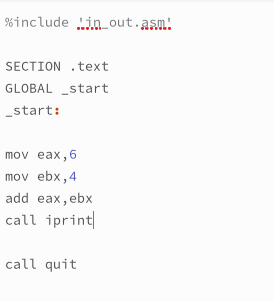 %include 'in_out.asm'
SECTION .text
GLOBAL _start
_start:
mov eax,6
mov ebx,4
add eax,ebx
call iprint
call quit